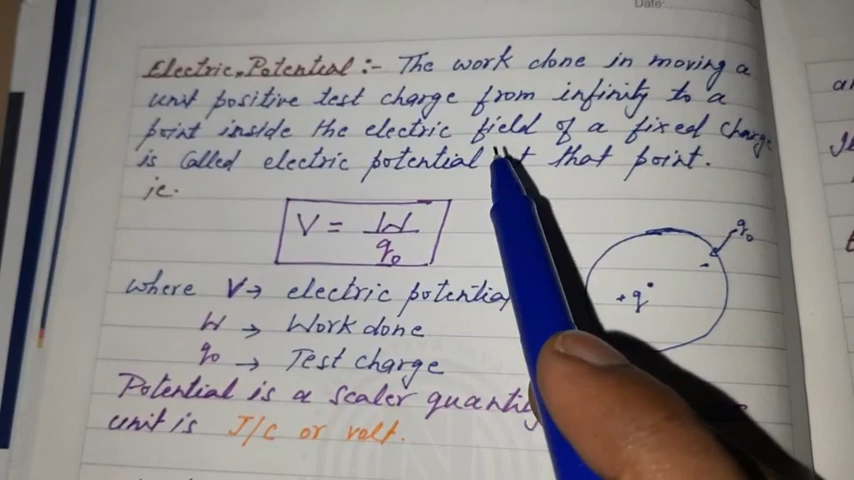 Date:
Electric Potential :- The work done in moving a
unit positive test charge from infinity to a
point inside the electric field of a fixed charge
is called electric potential at that point.
ie.
V = W/q₀
q₀
+q
where V → electric potential
W → Work done
q₀ → Test charge
Potential is a scaler quantity
unit is J/C or volt.